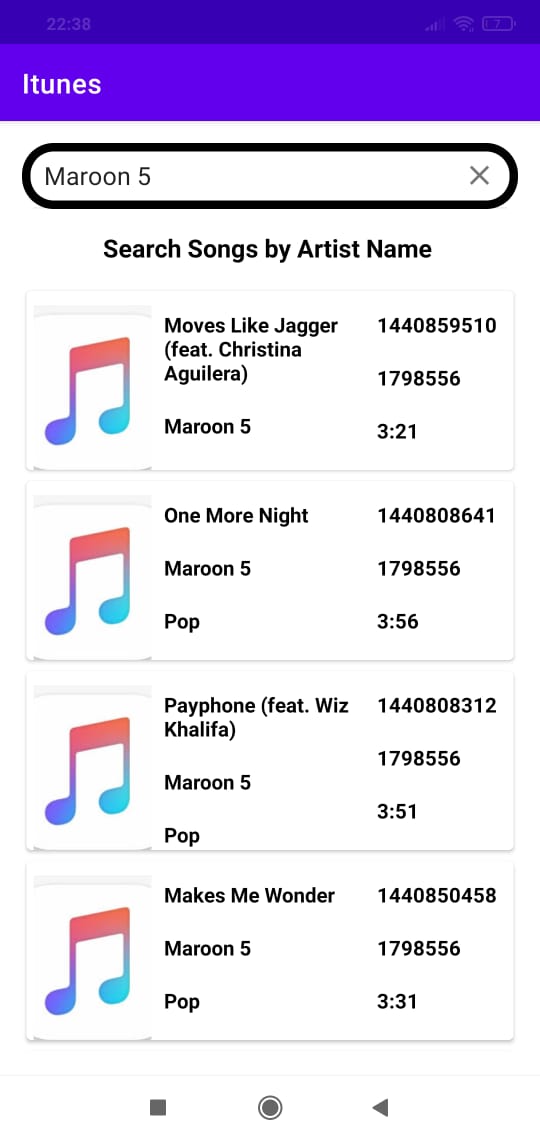 22:38
7
Itunes
Maroon 5
Search Songs by Artist Name
Moves Like Jagger
(feat. Christina
Aguilera)
Maroon 5
1440859510
1798556
3:21
One More Night
Maroon 5
Pop
1440808641
1798556
3:56
Payphone (feat. Wiz
Khalifa)
Maroon 5
Pop
1440808312
1798556
3:51
Makes Me Wonder
Maroon 5
Pop
1440850458
1798556
3:31